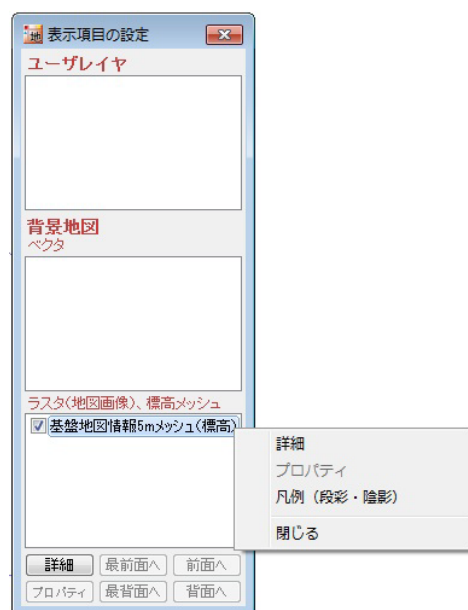 地 表示項目の設定
ユーザレイヤ
背景地図
ベクタ
ラスタ(地図画像)、標高メッシュ
基盤地図情報5mメッシュ(標高)
詳細
プロパティ
凡例（段彩・陰影）
閉じる
詳細 最前面へ 前面へ
プロパティ 最背面へ 背面へ